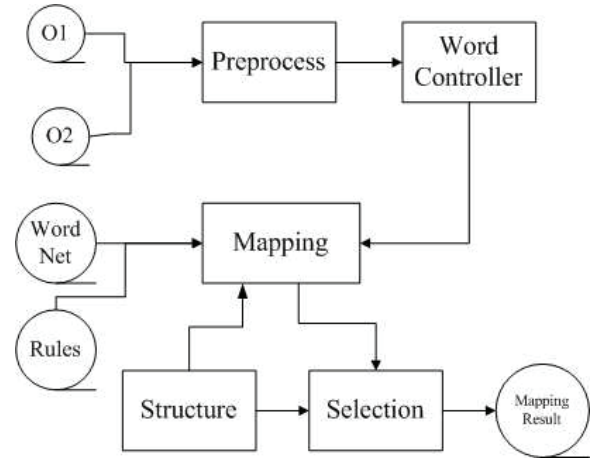 O1
Preprocess
Word
Controller
O2
Word
Net
Mapping
Rules
Structure
Selection
Mapping
Result